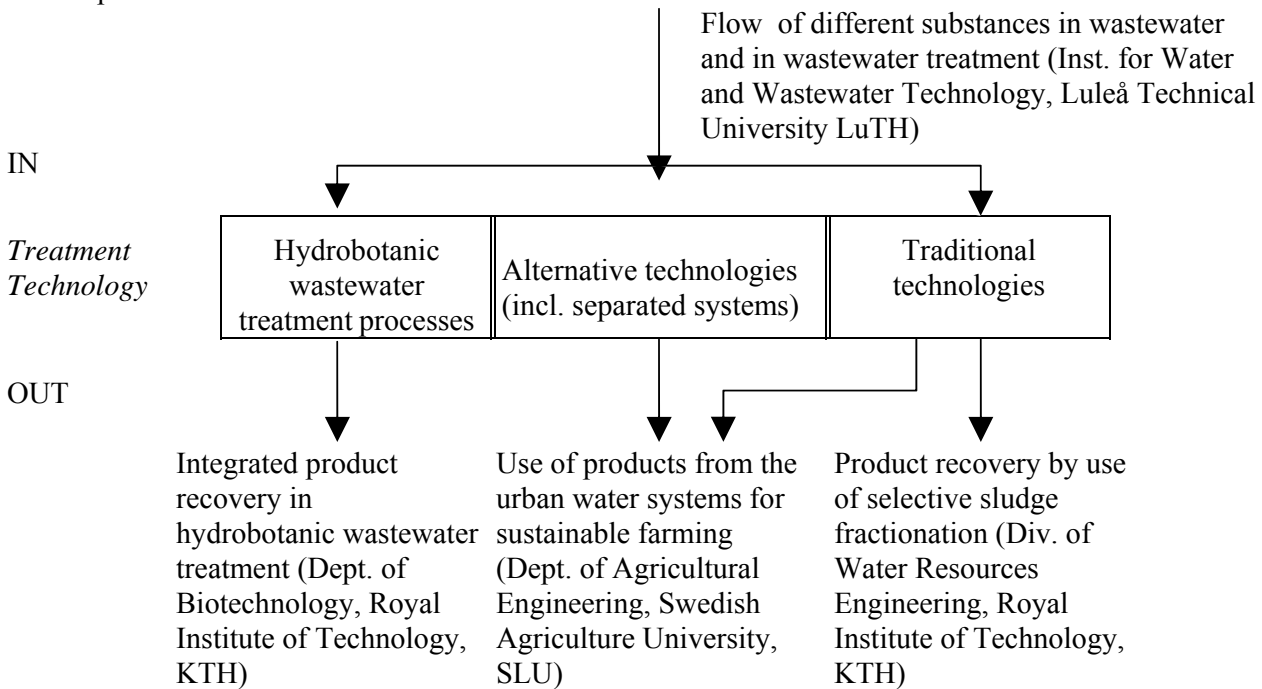 Flow of different substances in wastewater
and in wastewater treatment (Inst. for Water
and Wastewater Technology, Luleå Technical
University LuTH)
IN
Treatment
Technology
Hydrobotanic
wastewater
treatment processes
Alternative technologies
(incl. separated systems)
Traditional
technologies
OUT
Integrated product
recovery in
hydrobotanic wastewater
treatment (Dept. of
Biotechnology, Royal
Institute of Technology,
KTH)
Use of products from the
urban water systems for
sustainable farming
(Dept. of Agricultural
Engineering, Swedish
Agriculture University,
SLU)
Product recovery by use
of selective sludge
fractionation (Div. of
Water Resources
Engineering, Royal
Institute of Technology,
KTH)